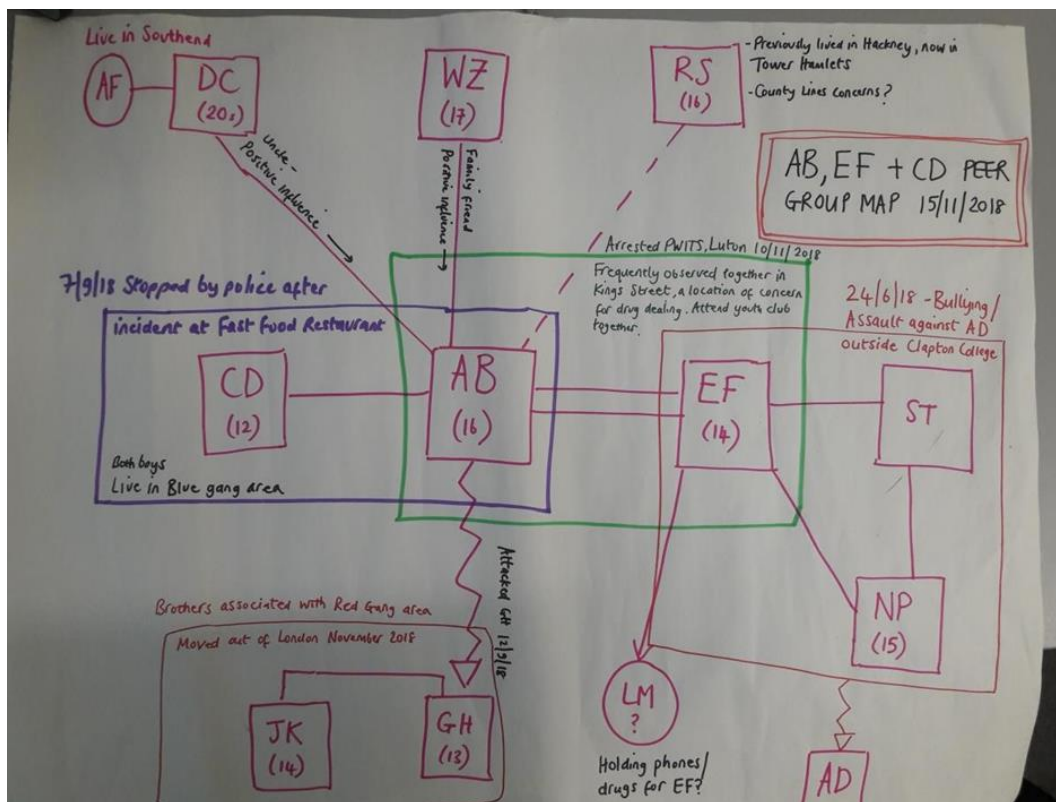 Live in Southend
AF
DC
(20s)
WZ
(17)
RS
(16)
- Previously lived in Hackney, now in
Tower Hamlets
- County Lines concerns?
AB, EF + CD PEER
GROUP MAP 15/11/2018
Uncle -
Positive influence
Family friend
Positive influence
Arrested PWITS, Luton 10/11/2018
Frequently observed together in
Kings Street, a location of concern
for drug dealing. Attend youth club
together.
7/9/18 Stopped by police after
incident at Fast Food Restaurant
24/6/18 - Bullying/
Assault against AD
outside Clapton College
CD
(12)
AB
(16)
EF
(14)
ST
Both boys
Live in Blue gang area
Attacked GH 12/9/18
NP
(15)
Brothers associated with Red Gang area
Moved out of London November 2018
JK
(14)
GH
(13)
LM
?
Holding phones/
drugs for EF?
AD